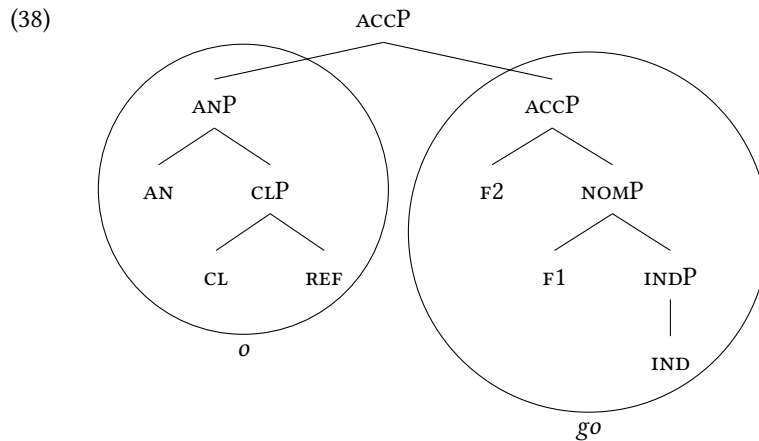 (38) ACCP
ANP ACCP
AN CLP F2 NOMP
CL REF F1 INDP
o IND
go